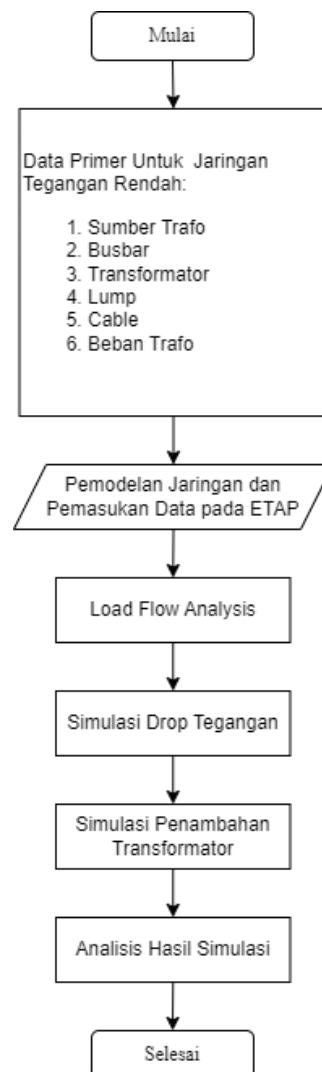 Mulai
Data Primer Untuk Jaringan
Tegangan Rendah:
1. Sumber Trafo
2. Busbar
3. Transformator
4. Lump
5. Cable
6. Beban Trafo
Pemodelan Jaringan dan
Pemasukan Data pada ETAP
Load Flow Analysis
Simulasi Drop Tegangan
Simulasi Penambahan
Transformator
Analisis Hasil Simulasi
Selesai